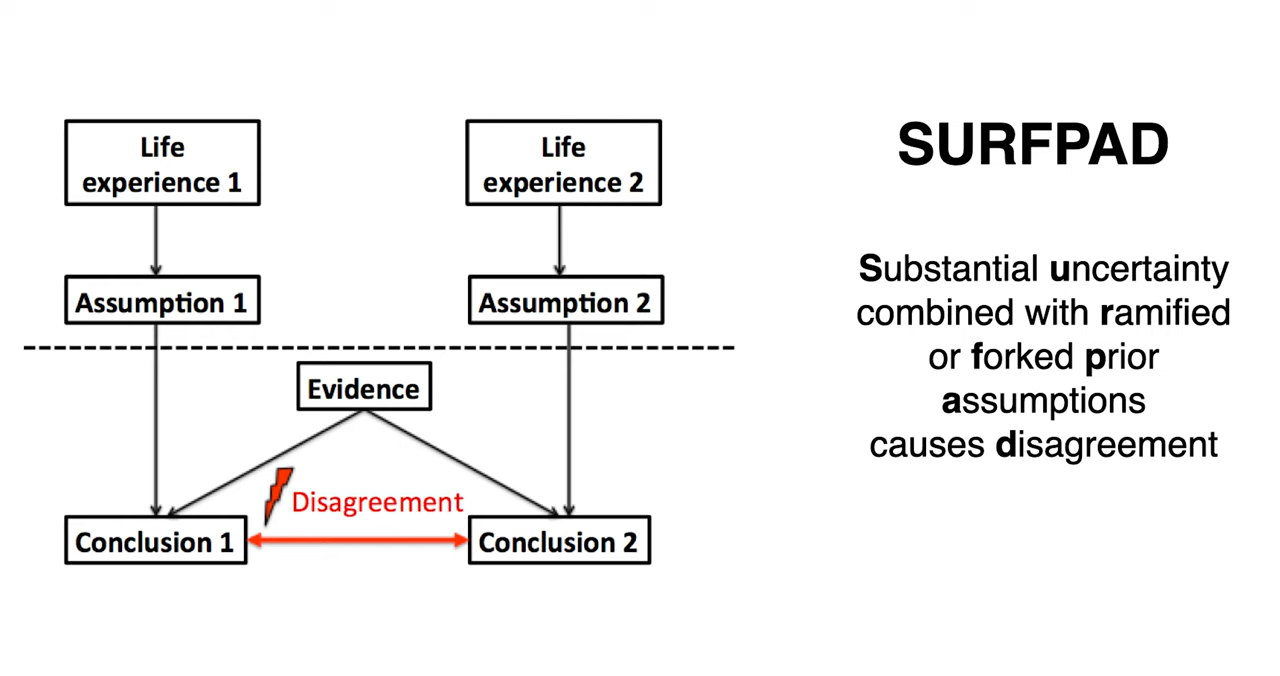 Life
experience 1
Life
experience 2
Assumption 1
Assumption 2
Evidence
Disagreement
Conclusion 1
Conclusion 2
SURFPAD
Substantial uncertainty
combined with ramified
or forked prior
assumptions
causes disagreement